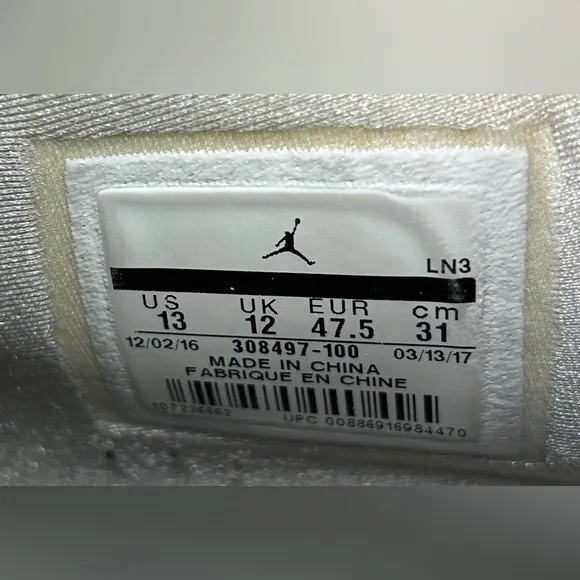 LN3
US UK EUR cm
13 12 47.5 31
12/02/16 308497-100 03/13/17
MADE IN CHINA
FABRIQUE EN CHINE
107226662 UPC 00886916984470